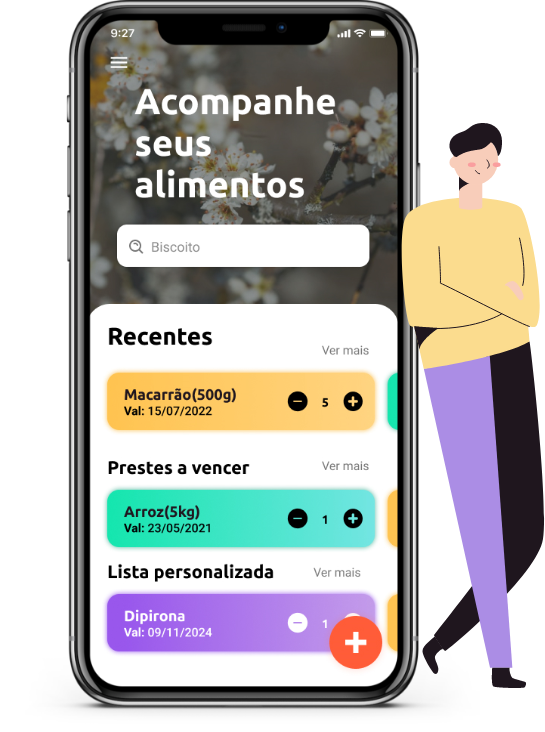 9:27
Acompanhe
seus
alimentos
Biscoito
Recentes
Ver mais
Macarrão(500g)
Val: 15/07/2022
5
Prestes a vencer
Ver mais
Arroz(5kg)
Val: 23/05/2021
1
Lista personalizada
Ver mais
Dipirona
Val: 09/11/2024
1